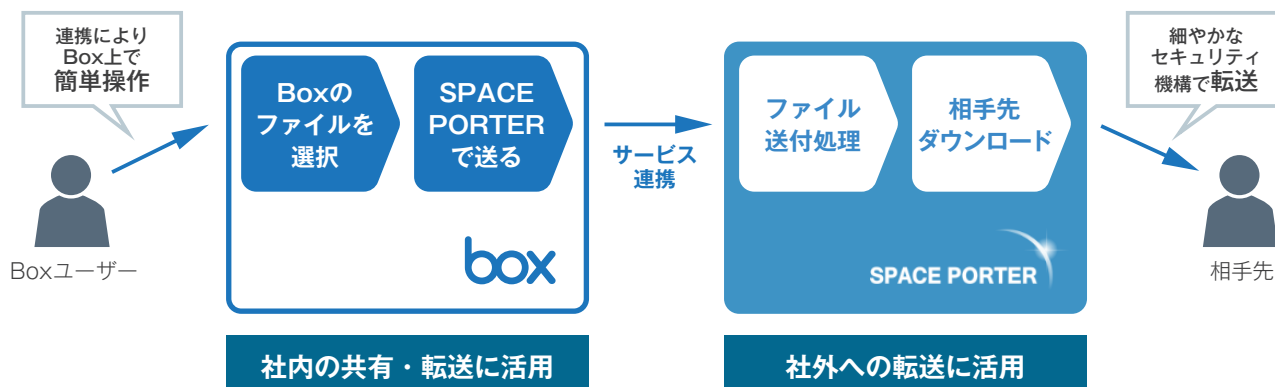 連携により
Box上で
簡単操作
Boxユーザー
Boxの
ファイルを
選択
SPACE
PORTER
で送る
box
社内の共有・転送に活用
サービス
連携
ファイル
送付処理
相手先
ダウンロード
SPACE PORTER
社外への転送に活用
細やかな
セキュリティ
機構で転送
相手先